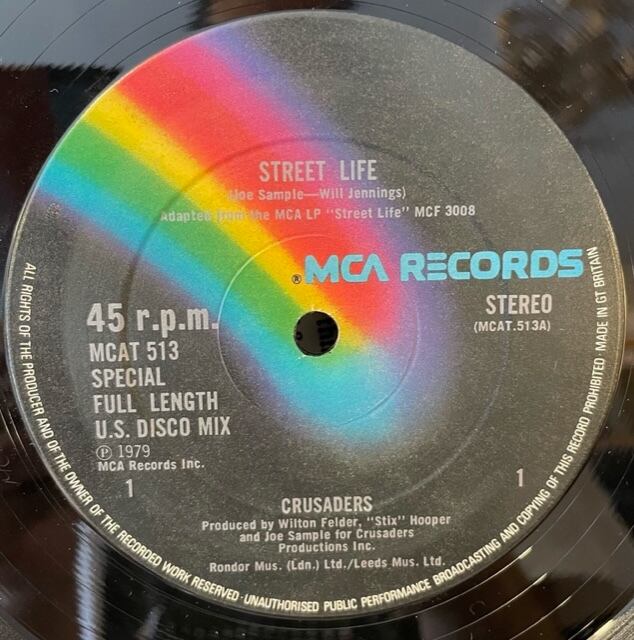 STREET LIFE
(Joe Sample—Will Jennings)
Adapted from the MCA LP "Street Life" MCF 3008
®MCA RECORDS
45 r.p.m.
MCAT 513
SPECIAL
FULL LENGTH
U.S. DISCO MIX
℗ 1979
MCA Records Inc.
1
STEREO
(MCAT.513A)
1
CRUSADERS
Produced by Wilton Felder, "Stix" Hooper
and Joe Sample for Crusaders
Productions Inc.
Rondor Mus. (Ldn.) Ltd./Leeds Mus. Ltd.
ALL RIGHTS OF THE PRODUCER AND OF THE OWNER OF THE RECORDED WORK RESERVED · UNAUTHORISED PUBLIC PERFORMANCE BROADCASTING AND COPYING OF THIS RECORD PROHIBITED · MADE IN GT BRITAIN